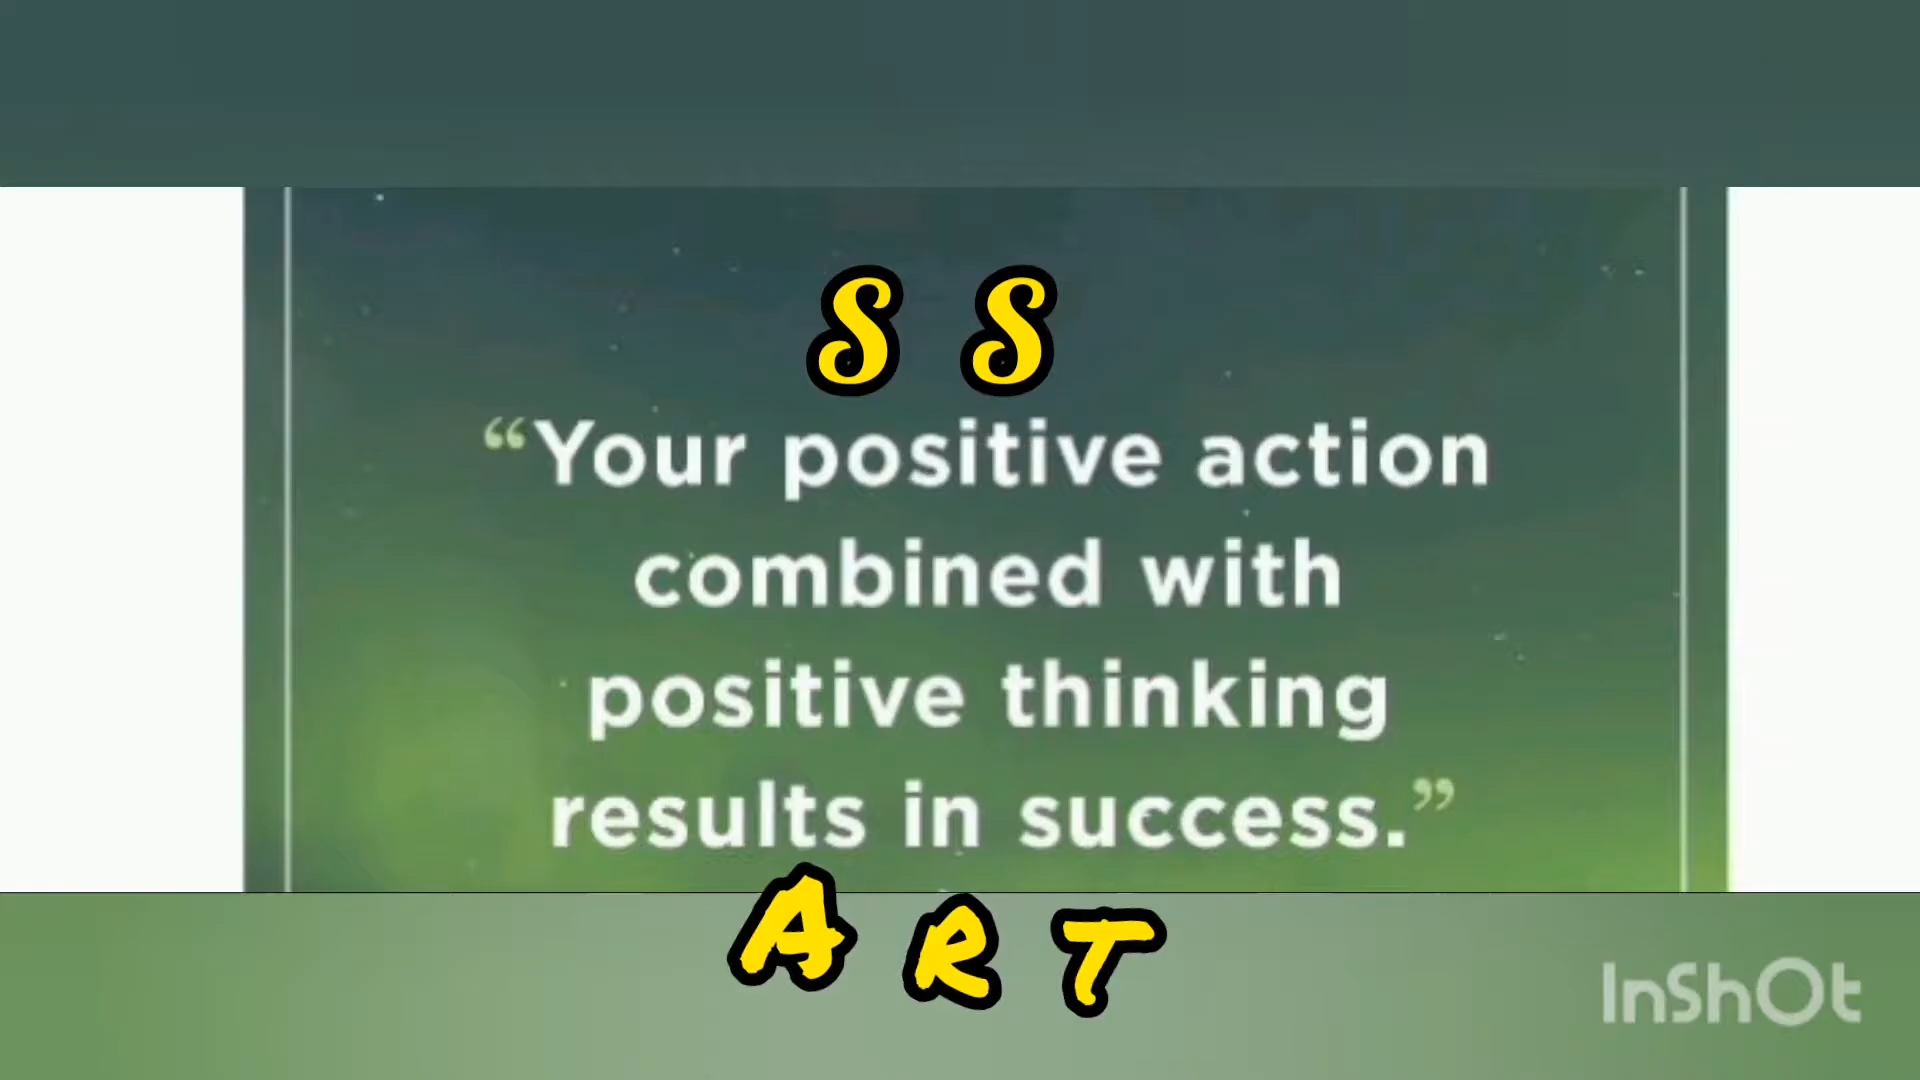 S S
“Your positive action
combined with
positive thinking
results in success.”
A R T
InShOt